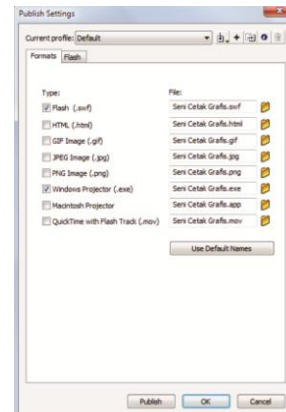 Publish Settings
Current profile: Default
Formats Flash
Type: File:
Flash (.swf) Seni Cetak Grafis.swf
HTML (.html) Seni Cetak Grafis.html
GIF Image (.gif) Seni Cetak Grafis.gif
JPEG Image (.jpg) Seni Cetak Grafis.jpg
PNG Image (.png) Seni Cetak Grafis.png
Windows Projector (.exe) Seni Cetak Grafis.exe
Macintosh Projector Seni Cetak Grafis.app
QuickTime with Flash Track (.mov) Seni Cetak Grafis.mov
Use Default Names
Publish OK Cancel